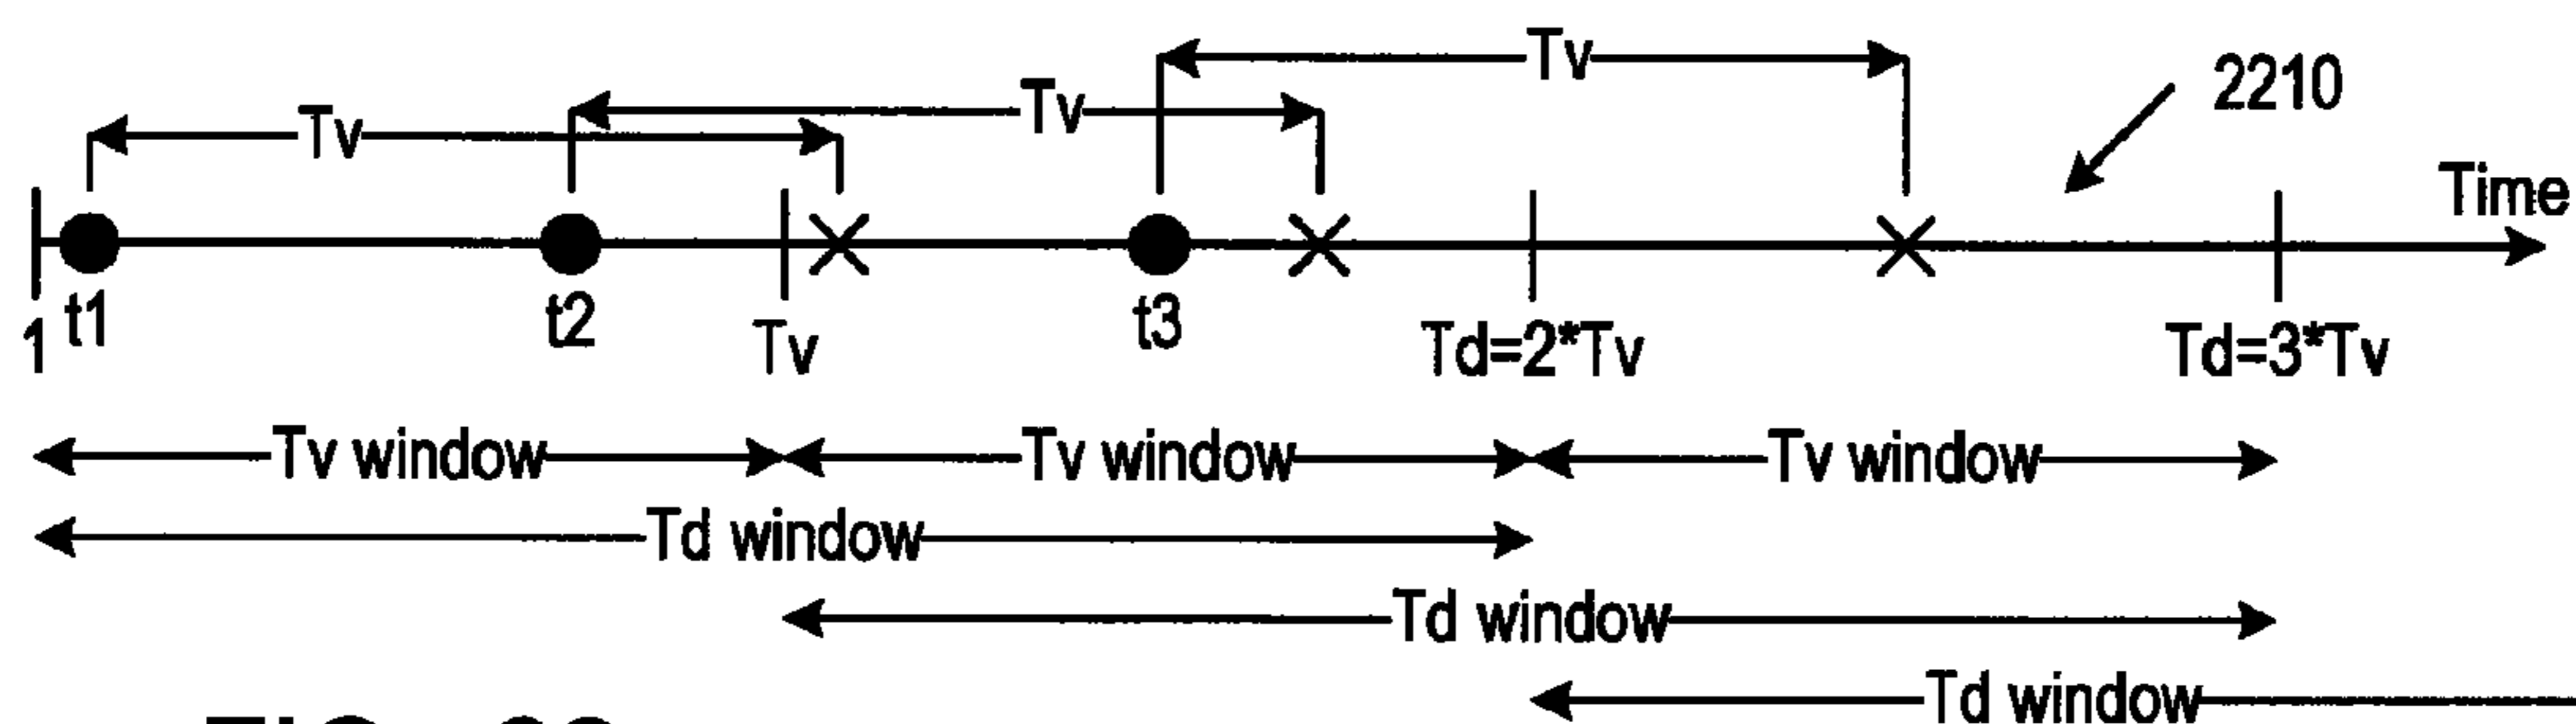 Tv
Tv
Tv
2210
Time
1 t1 t2 Tv t3 Td=2*Tv Td=3*Tv
Tv window Tv window Tv window
Td window
Td window
Td window